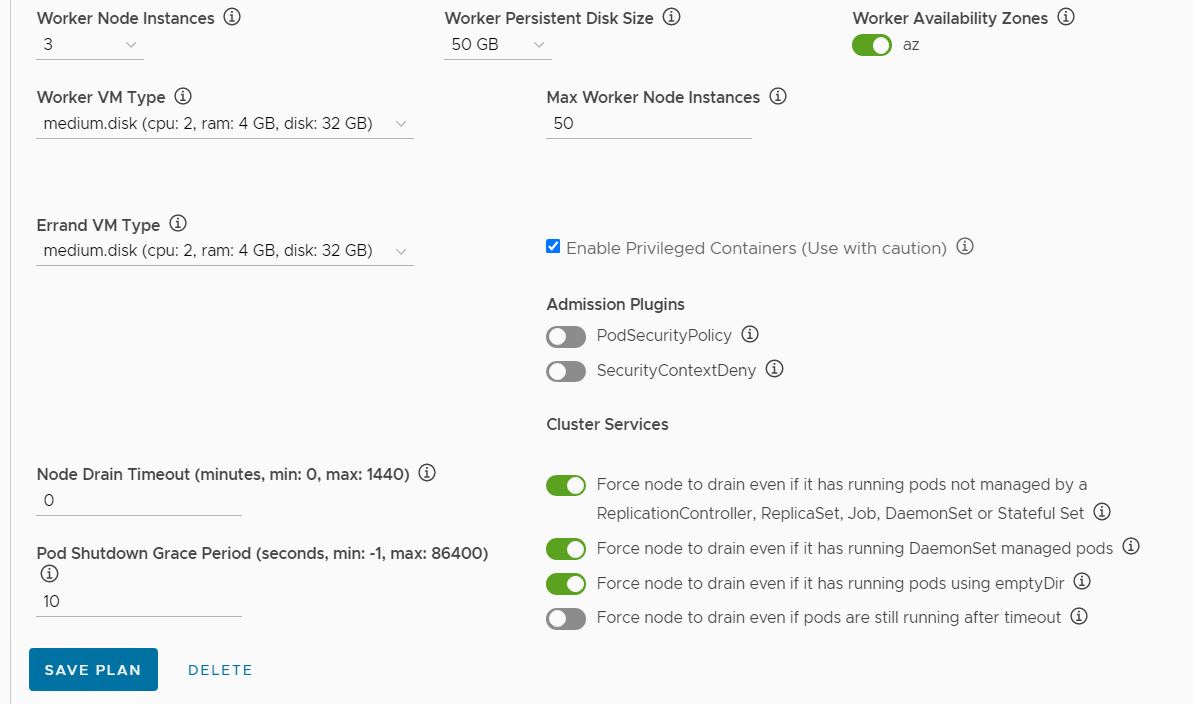 Worker Node Instances
Worker Persistent Disk Size
Worker Availability Zones
3
50 GB
az
Worker VM Type
Max Worker Node Instances
medium.disk (cpu: 2, ram: 4 GB, disk: 32 GB)
50
Errand VM Type
medium.disk (cpu: 2, ram: 4 GB, disk: 32 GB)
Enable Privileged Containers (Use with caution)
Admission Plugins
PodSecurityPolicy
SecurityContextDeny
Cluster Services
Node Drain Timeout (minutes, min: 0, max: 1440)
0
Force node to drain even if it has running pods not managed by a
ReplicationController, ReplicaSet, Job, DaemonSet or Stateful Set
Pod Shutdown Grace Period (seconds, min: -1, max: 86400)
10
Force node to drain even if it has running DaemonSet managed pods
Force node to drain even if it has running pods using emptyDir
Force node to drain even if pods are still running after timeout
SAVE PLAN
DELETE